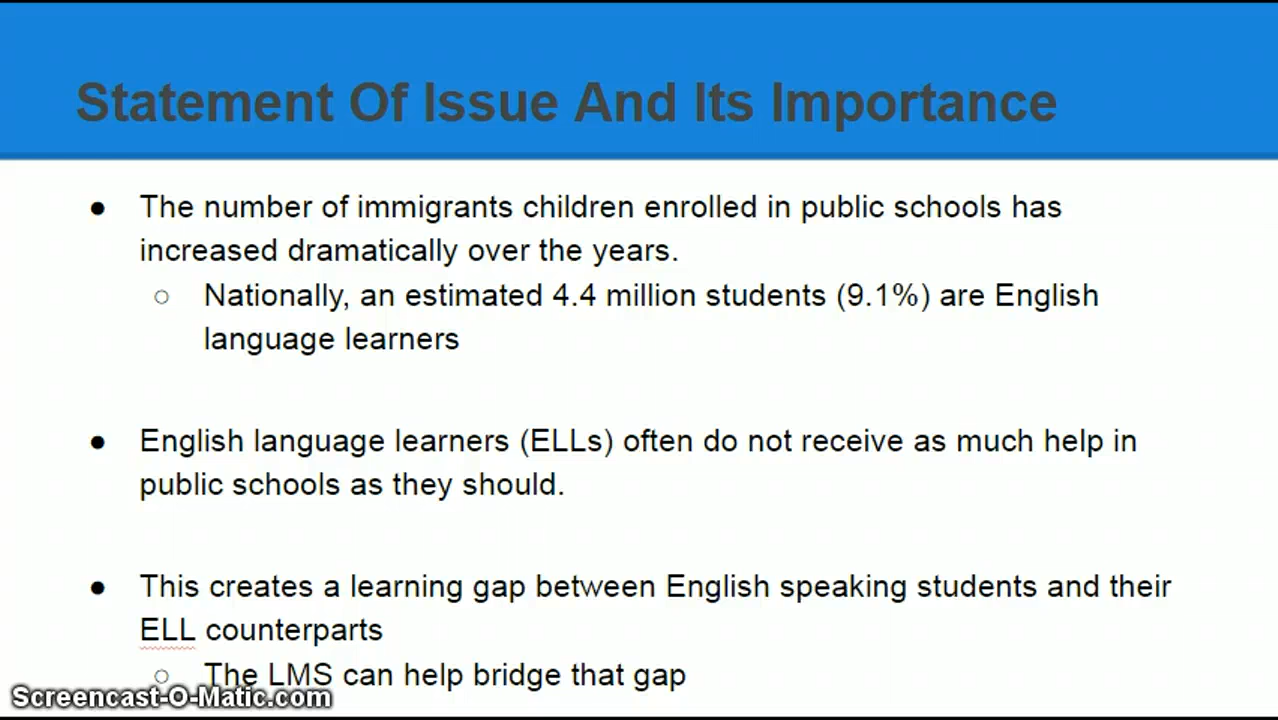 Statement Of Issue And Its Importance
● The number of immigrants children enrolled in public schools has
increased dramatically over the years.
○ Nationally, an estimated 4.4 million students (9.1%) are English
language learners
● English language learners (ELLs) often do not receive as much help in
public schools as they should.
● This creates a learning gap between English speaking students and their
ELL counterparts
○ The LMS can help bridge that gap
Screencast-O-Matic.com